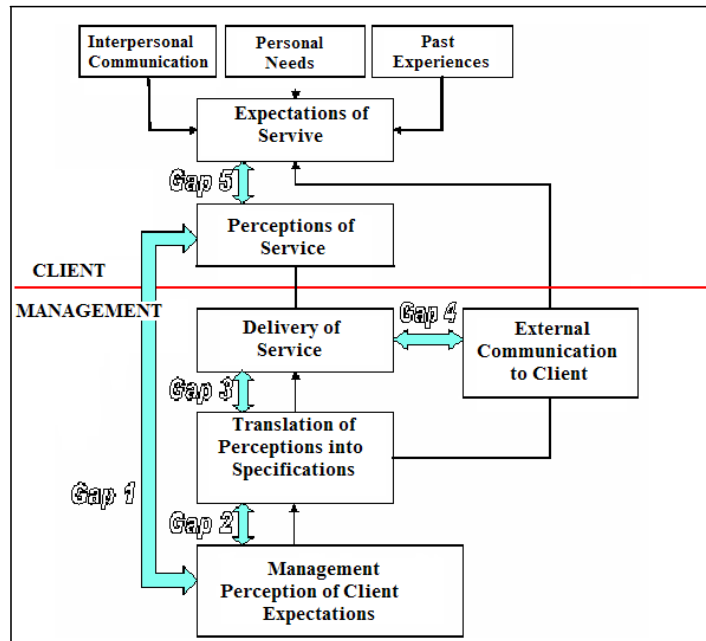 Interpersonal
Communication
Personal
Needs
Past
Experiences
Expectations of
Servive
Gap 5
Perceptions of
Service
CLIENT
MANAGEMENT
Delivery of
Service
Gap 4
External
Communication
to Client
Gap 3
Translation of
Perceptions into
Specifications
Gap 1
Gap 2
Management
Perception of Client
Expectations